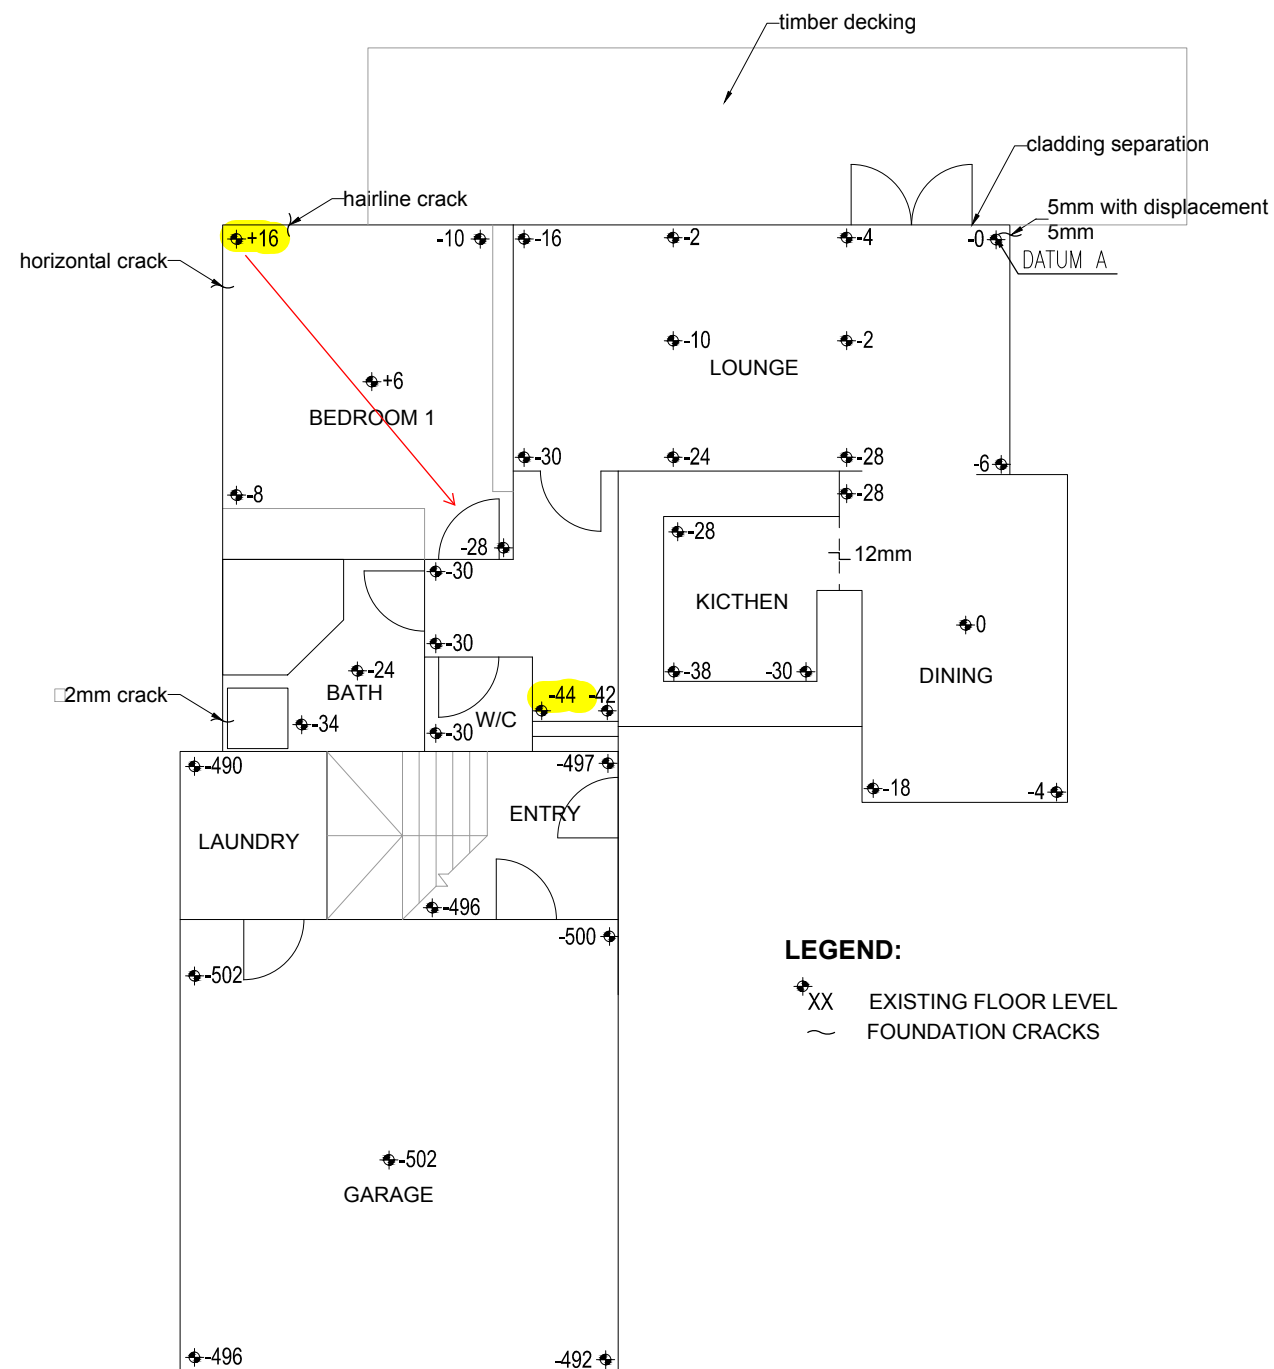 timber decking
cladding separation
hairline crack
5mm with displacement
5mm
+16
-10
-16
-2
-4
-0
DATUM A
horizontal crack
-10
-2
LOUNGE
+6
BEDROOM 1
-30
-24
-28
-6
-8
-28
-28
-28
12mm
-30
KICTHEN
0
-30
-24
-38
-30
DINING
BATH
□2mm crack
-44
-42
W/C
-34
-30
-490
-497
-18
-4
ENTRY
LAUNDRY
-496
-500
LEGEND:
-502
XX EXISTING FLOOR LEVEL
FOUNDATION CRACKS
-502
GARAGE
-496
-492